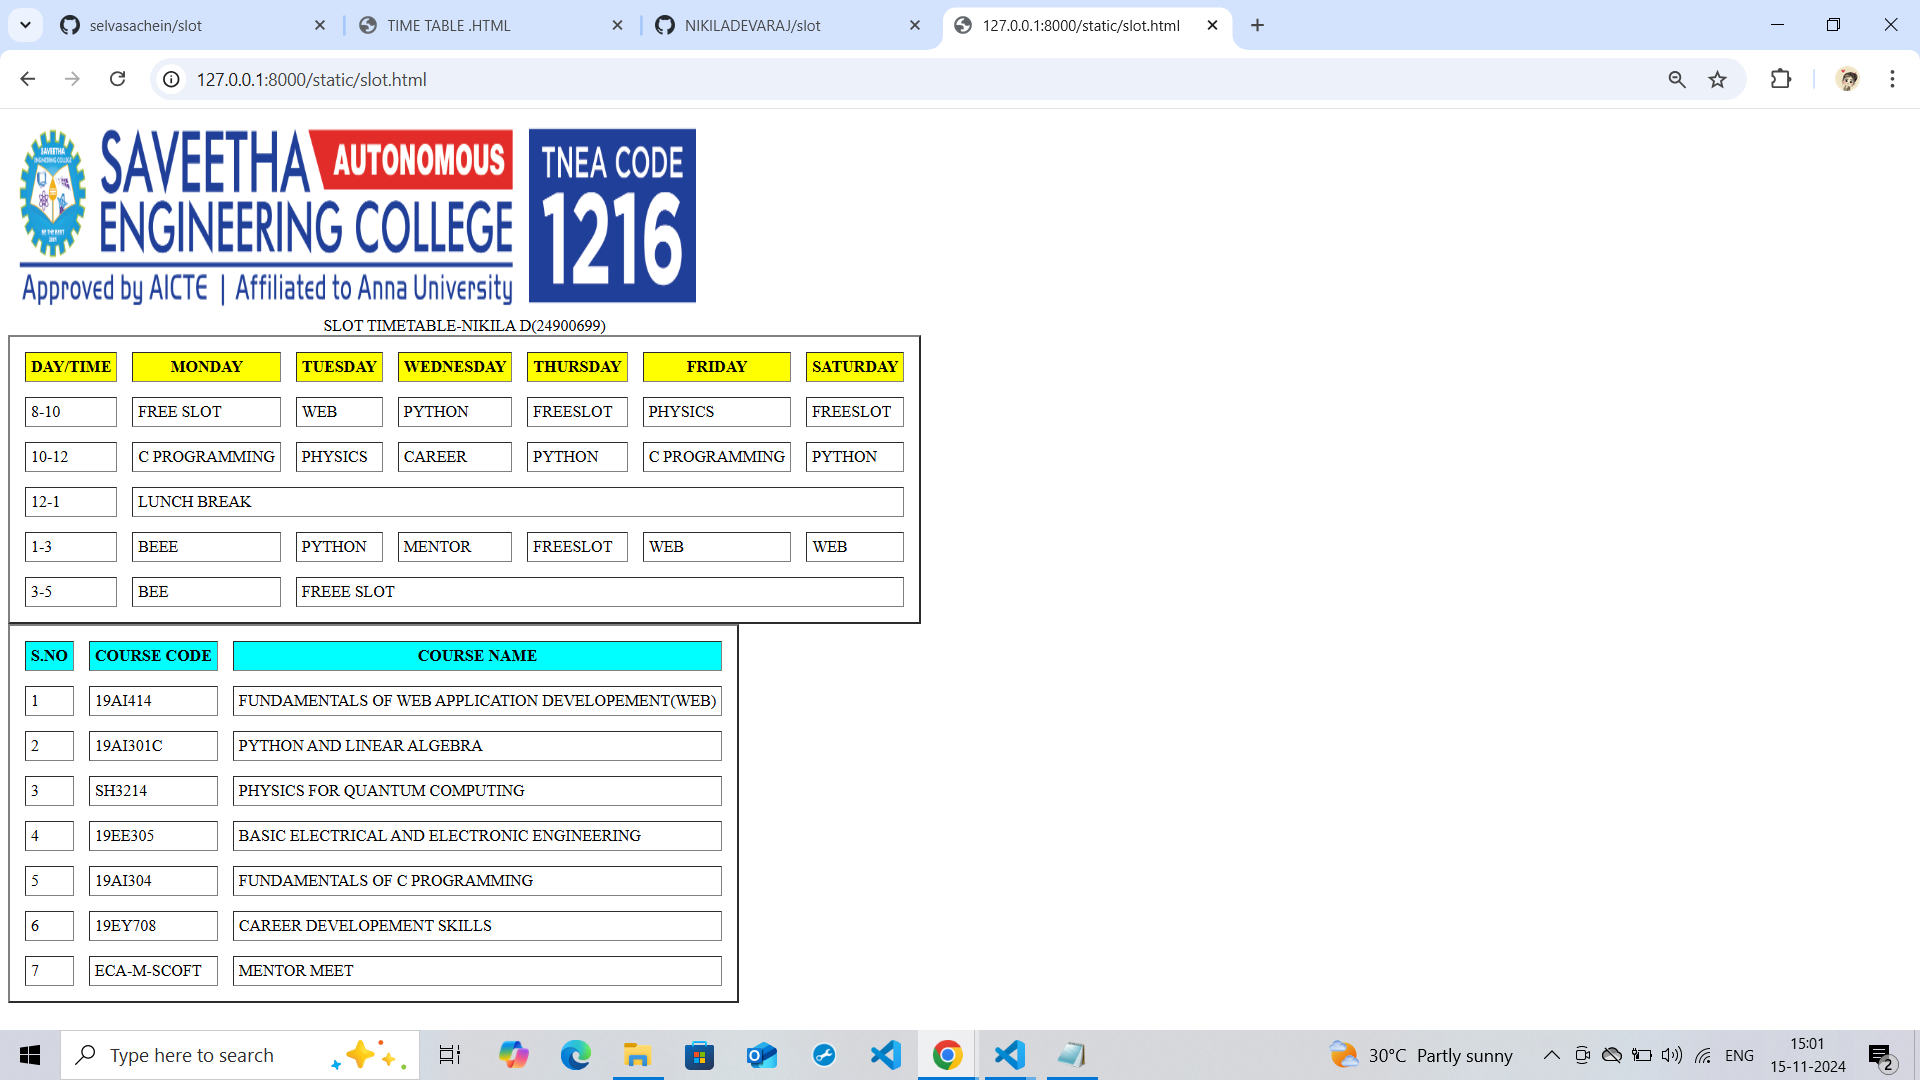 selvasachein/slot
TIME TABLE .HTML
NIKILADEVARAJ/slot
127.0.0.1:8000/static/slot.html
127.0.0.1:8000/static/slot.html
SAVEETHA AUTONOMOUS
ENGINEERING COLLEGE
Approved by AICTE | Affiliated to Anna University
TNEA CODE
1216
SLOT TIMETABLE-NIKILA D(24900699)
DAY/TIME MONDAY TUESDAY WEDNESDAY THURSDAY FRIDAY SATURDAY
8-10 FREE SLOT WEB PYTHON FREESLOT PHYSICS FREESLOT
10-12 C PROGRAMMING PHYSICS CAREER PYTHON C PROGRAMMING PYTHON
12-1 LUNCH BREAK
1-3 BEEE PYTHON MENTOR FREESLOT WEB WEB
3-5 BEE FREEE SLOT
S.NO COURSE CODE COURSE NAME
1 19AI414 FUNDAMENTALS OF WEB APPLICATION DEVELOPEMENT(WEB)
2 19AI301C PYTHON AND LINEAR ALGEBRA
3 SH3214 PHYSICS FOR QUANTUM COMPUTING
4 19EE305 BASIC ELECTRICAL AND ELECTRONIC ENGINEERING
5 19AI304 FUNDAMENTALS OF C PROGRAMMING
6 19EY708 CAREER DEVELOPEMENT SKILLS
7 ECA-M-SCOFT MENTOR MEET
Type here to search
30°C Partly sunny
ENG
15:01
15-11-2024
2